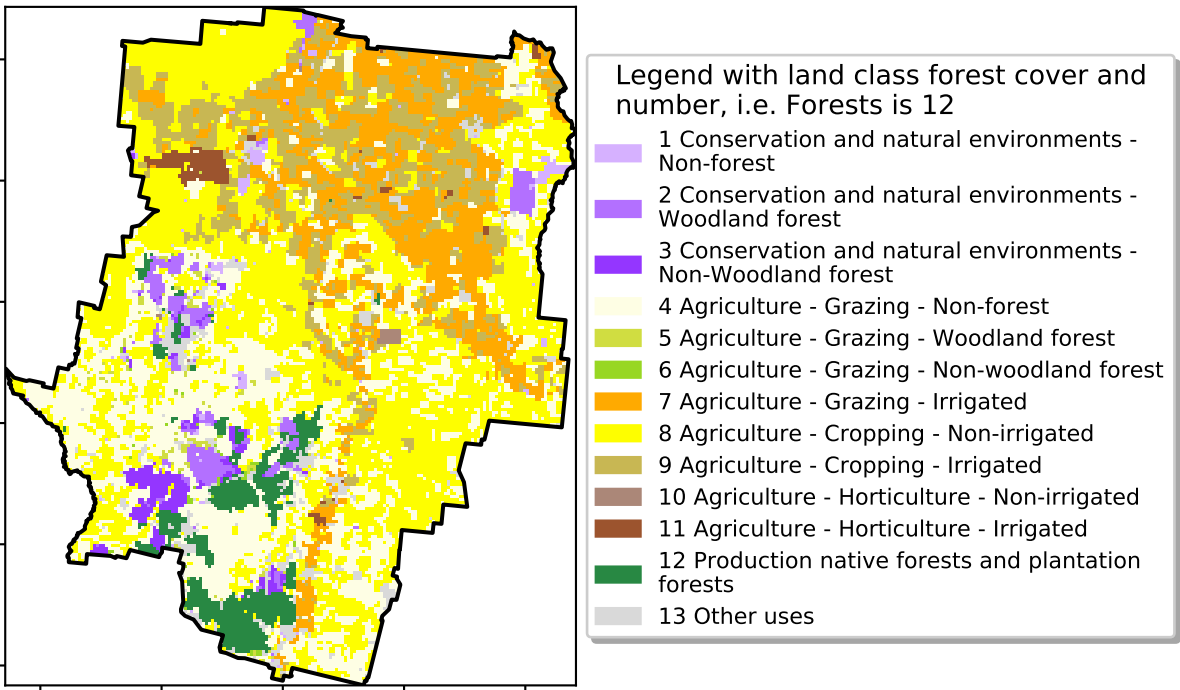 Legend with land class forest cover and
number, i.e. Forests is 12
1 Conservation and natural environments -
Non-forest
2 Conservation and natural environments -
Woodland forest
3 Conservation and natural environments -
Non-Woodland forest
4 Agriculture - Grazing - Non-forest
5 Agriculture - Grazing - Woodland forest
6 Agriculture - Grazing - Non-woodland forest
7 Agriculture - Grazing - Irrigated
8 Agriculture - Cropping - Non-irrigated
9 Agriculture - Cropping - Irrigated
10 Agriculture - Horticulture - Non-irrigated
11 Agriculture - Horticulture - Irrigated
12 Production native forests and plantation
forests
13 Other uses